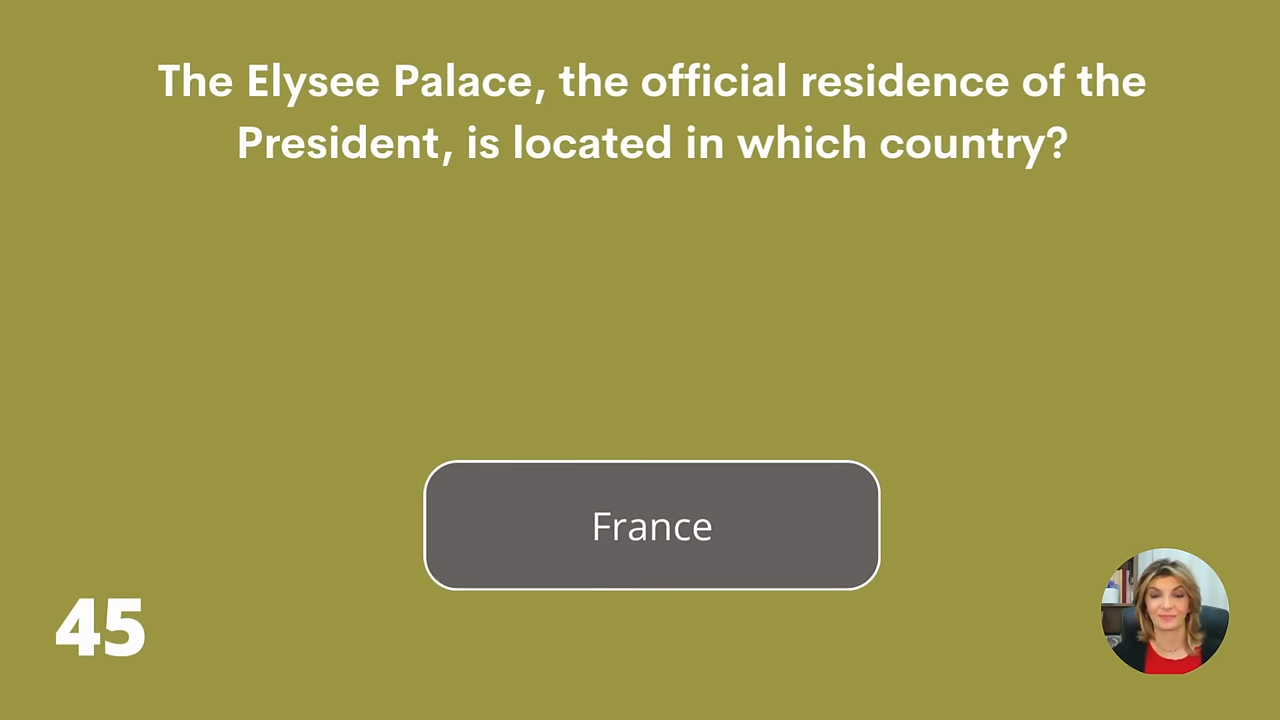 The Elysee Palace, the official residence of the
President, is located in which country?
France
45